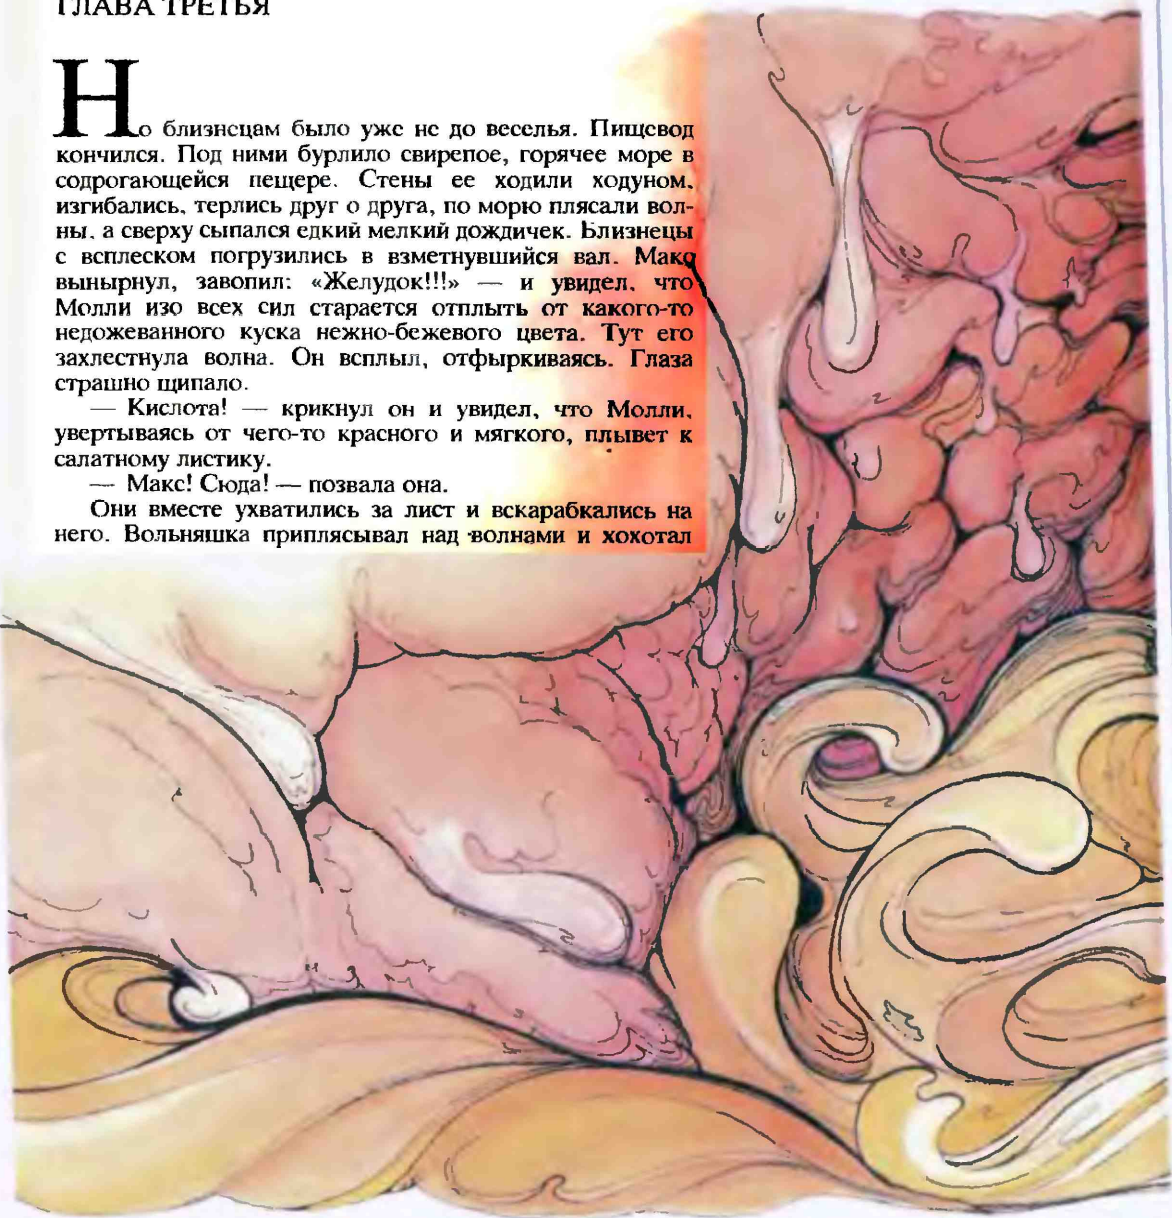 ГЛАВА ТРЕТЬЯ
Но близнецам было уже не до веселья. Пищевод
кончился. Под ними бурлило свирепое, горячее море в
содрогающейся пещере. Стены ее ходили ходуном,
изгибались, терлись друг о друга, по морю плясали вол-
ны, а сверху сыпался едкий мелкий дождичек. Близнецы
с всплеском погрузились в взметнувшийся вал. Макс
вынырнул, завопил: «Желудок!!!» — и увидел, что
Молли изо всех сил старается отплыть от какого-то
недожеванного куска нежно-бежевого цвета. Тут его
захлестнула волна. Он всплыл, отфыркиваясь. Глаза
страшно щипало.
— Кислота! — крикнул он и увидел, что Молли,
увертываясь от чего-то красного и мягкого, плывет к
салатному листику.
— Макс! Сюда! — позвала она.
Они вместе ухватились за лист и вскарабкались на
него. Вольняшка приплясывал над волнами и хохотал